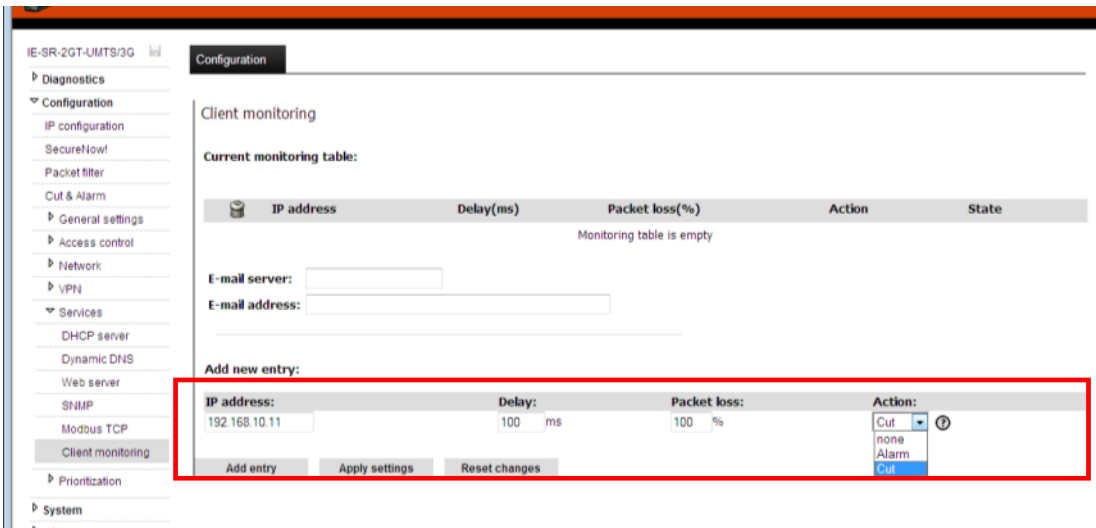 IE-SR-2GT-UMTS/3G
Diagnostics
Configuration
IP configuration
SecureNow!
Packet filter
Cut & Alarm
General settings
Access control
Network
VPN
Services
DHCP server
Dynamic DNS
Web server
SNMP
Modbus TCP
Client monitoring
Prioritization
System
Configuration
Client monitoring
Current monitoring table:
IP address Delay(ms) Packet loss(%) Action State
Monitoring table is empty
E-mail server:
E-mail address:
Add new entry:
IP address: Delay: Packet loss: Action:
192.168.10.11 100 ms 100 % Cut ?
none
Alarm
Cut
Add entry Apply settings Reset changes